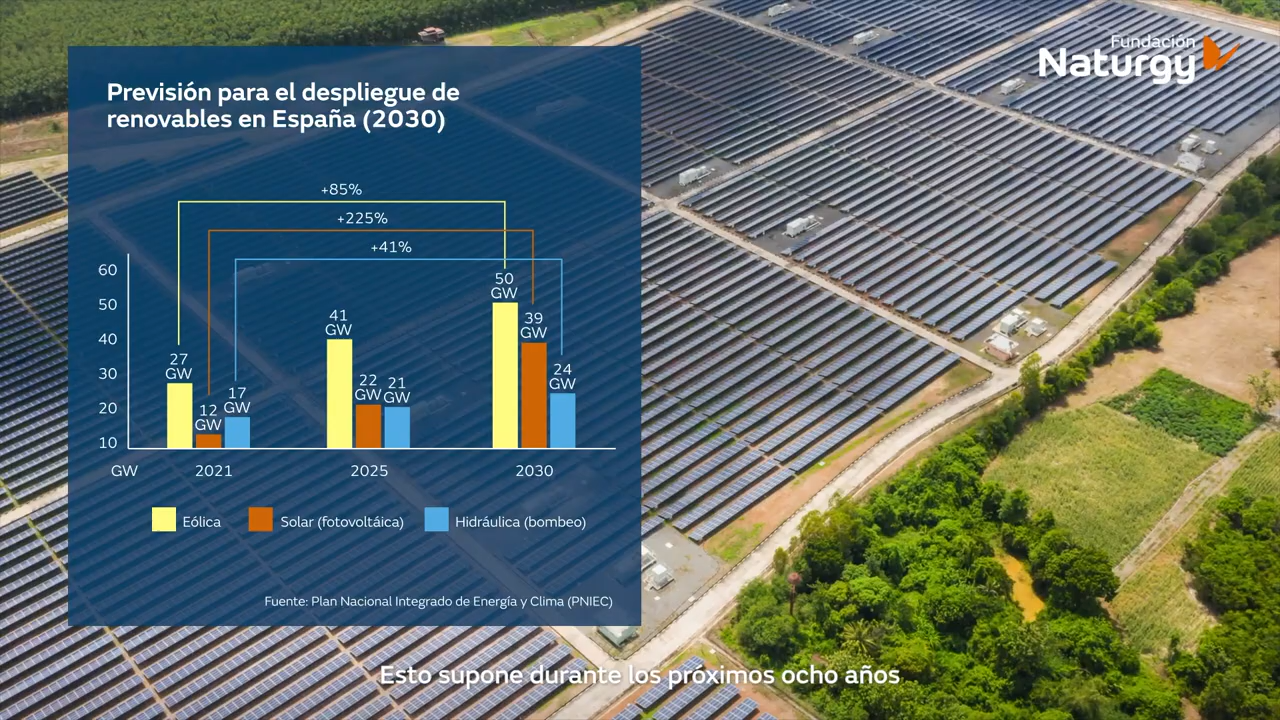 Fundación
Naturgy
Previsión para el despliegue de
renovables en España (2030)
+85%
+225%
+41%
60
50
40
30
20
10
27
GW
12
GW
17
GW
41
GW
22
GW
21
GW
50
GW
39
GW
24
GW
GW
2021
2025
2030
Eólica
Solar (fotovoltáica)
Hidráulica (bombeo)
Fuente: Plan Nacional Integrado de Energía y Clima (PNIEC)
Esto supone durante los próximos ocho años